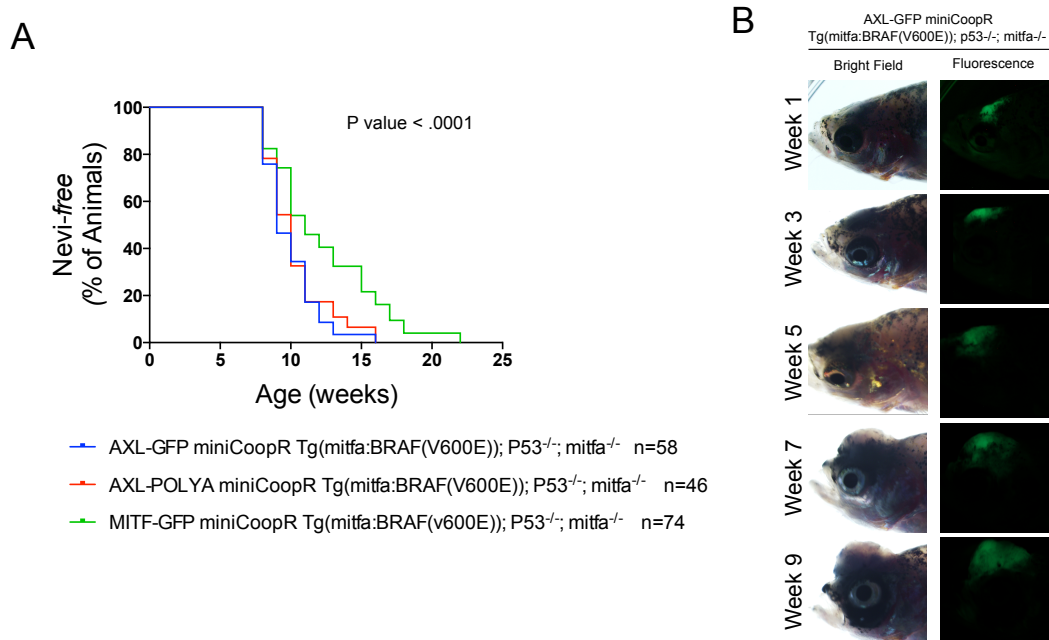 A
P value < .0001
Nevi-free
(% of Animals)
100
80
60
40
20
0
0 5 10 15 20 25
Age (weeks)
AXL-GFP miniCoopR Tg(mitfa:BRAF(V600E)); P53-/-; mitfa-/- n=58
AXL-POLYA miniCoopR Tg(mitfa:BRAF(V600E)); P53-/-; mitfa-/- n=46
MITF-GFP miniCoopR Tg(mitfa:BRAF(v600E)); P53-/-; mitfa-/- n=74
B
AXL-GFP miniCoopR
Tg(mitfa:BRAF(V600E)); p53-/-; mitfa-/-
Bright Field Fluorescence
Week 1
Week 3
Week 5
Week 7
Week 9